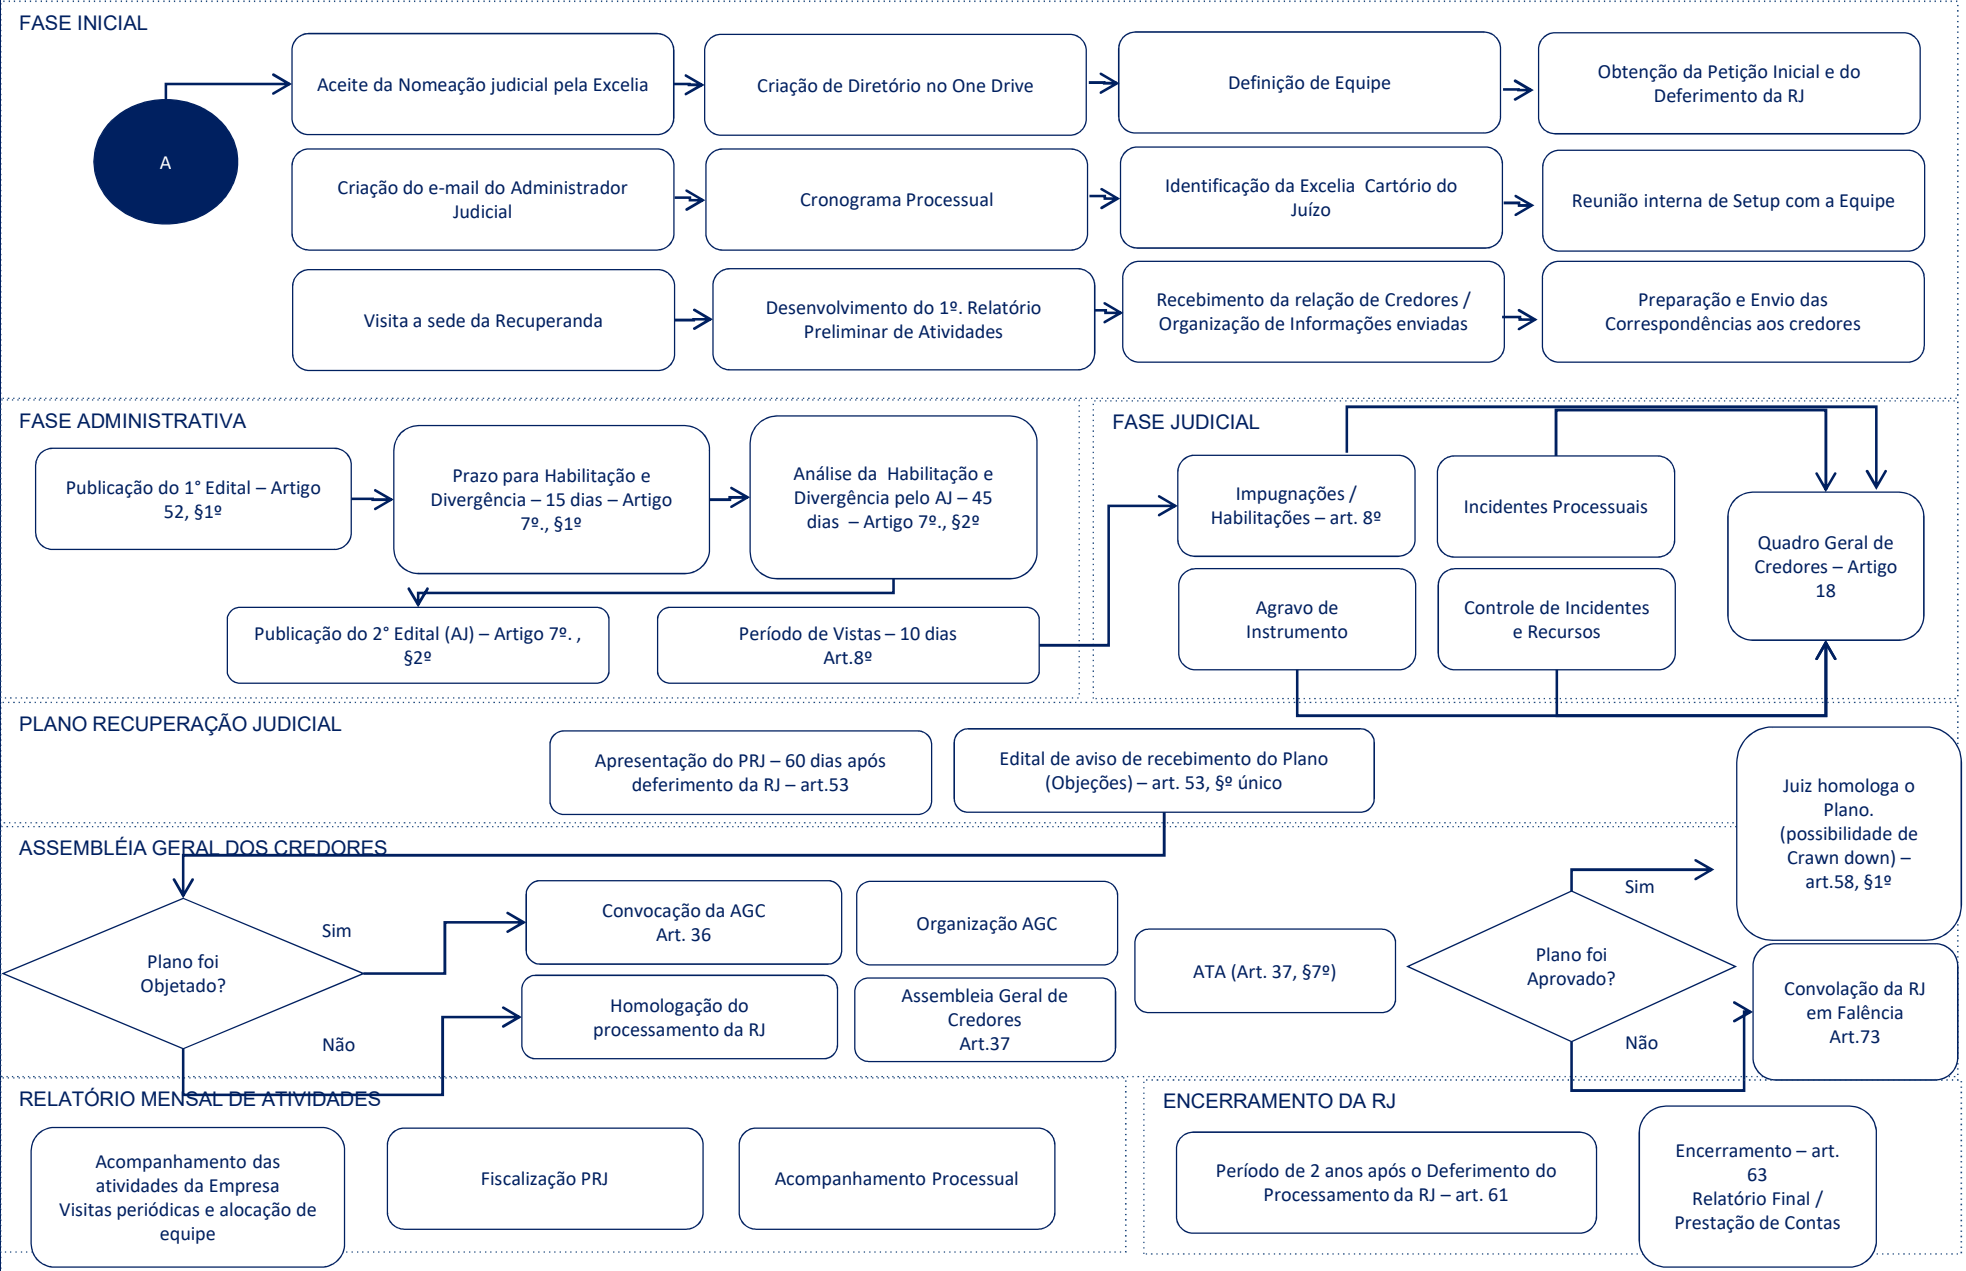 FASE INICIAL
A
Aceite da Nomeação judicial pela Excelia
Criação de Diretório no One Drive
Definição de Equipe
Obtenção da Petição Inicial e do
Deferimento da RJ
Criação do e-mail do Administrador
Judicial
Cronograma Processual
Identificação da Excelia  Cartório do
Juízo
Reunião interna de Setup com a Equipe
Visita a sede da Recuperanda
Desenvolvimento do 1º. Relatório
Preliminar de Atividades
Recebimento da relação de Credores /
Organização de Informações enviadas
Preparação e Envio das
Correspondências aos credores
FASE ADMINISTRATIVA
Publicação do 1° Edital – Artigo
52, §1º
Prazo para Habilitação e
Divergência – 15 dias – Artigo
7º., §1º
Análise da  Habilitação e
Divergência pelo AJ – 45
dias  – Artigo 7º., §2º
Publicação do 2° Edital (AJ) – Artigo 7º. ,
§2º
Período de Vistas – 10 dias
Art.8º
FASE JUDICIAL
Impugnações /
Habilitações – art. 8º
Incidentes Processuais
Agravo de
Instrumento
Controle de Incidentes
e Recursos
Quadro Geral de
Credores – Artigo
18
PLANO RECUPERAÇÃO JUDICIAL
Apresentação do PRJ – 60 dias após
deferimento da RJ – art.53
Edital de aviso de recebimento do Plano
(Objeções) – art. 53, §º único
Juiz homologa o
Plano.
(possibilidade de
Crawn down) –
art.58, §1º
ASSEMBLÉIA GERAL DOS CREDORES
Plano foi
Objetado?
Sim
Não
Convocação da AGC
Art. 36
Organização AGC
Homologação do
processamento da RJ
Assembleia Geral de
Credores
Art.37
ATA (Art. 37, §7º)
Plano foi
Aprovado?
Sim
Não
Convolação da RJ
em Falência
Art.73
RELATÓRIO MENSAL DE ATIVIDADES
Acompanhamento das
atividades da Empresa
Visitas periódicas e alocação de
equipe
Fiscalização PRJ
Acompanhamento Processual
ENCERRAMENTO DA RJ
Período de 2 anos após o Deferimento do
Processamento da RJ – art. 61
Encerramento – art.
63
Relatório Final /
Prestação de Contas